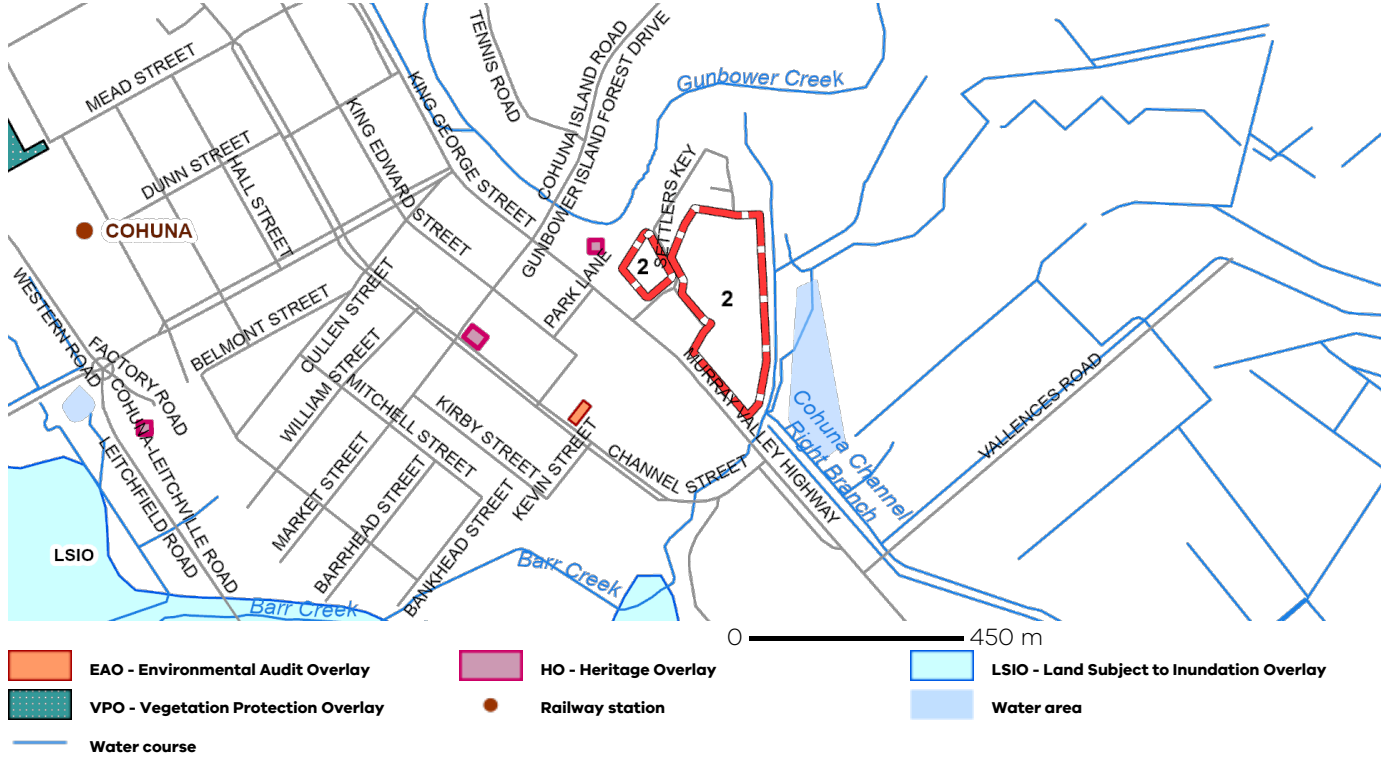 TENNIS ROAD
COHUNA ISLAND ROAD
GUNBOWER ISLAND FOREST DRIVE
MEAD STREET
KING GEORGE STREET
Gunbower Creek
KING EDWARD STREET
DUNN STREET
HALL STREET
SETTLERS KEY
COHUNA
2
2
PARK LANE
WESTERN ROAD
BELMONT STREET
CULLEN STREET
FACTORY ROAD
WILLIAM STREET
MURRAY VALLEY HIGHWAY
VALLENCES ROAD
COHUNA-LEITCHVILLE ROAD
MITCHELL STREET
KIRBY STREET
Cohuna Channel
Right Branch
LEITCHFIELD ROAD
MARKET STREET
KEVIN STREET
CHANNEL STREET
BARRHEAD STREET
BANKHEAD STREET
LSIO
Barr Creek
Barr Creek
0 450 m
EAO - Environmental Audit Overlay
HO - Heritage Overlay
LSIO - Land Subject to Inundation Overlay
VPO - Vegetation Protection Overlay
Railway station
Water area
Water course